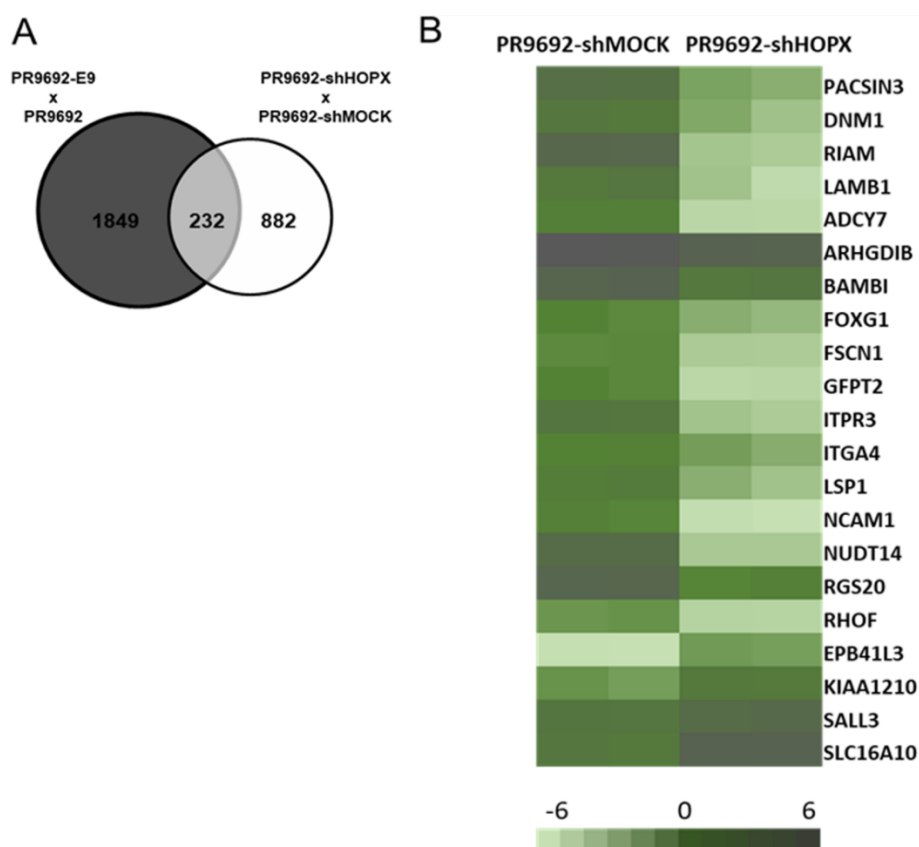 A
PR9692-E9
x
PR9692
PR9692-shHOPX
x
PR9692-shMOCK
1849
232
882
B
PR9692-shMOCK PR9692-shHOPX
PACSIN3
DNM1
RIAM
LAMB1
ADCY7
ARHGDIB
BAMBI
FOXG1
FSCN1
GFPT2
ITPR3
ITGA4
LSP1
NCAM1
NUDT14
RGS20
RHOF
EPB41L3
KIAA1210
SALL3
SLC16A10
-6 0 6